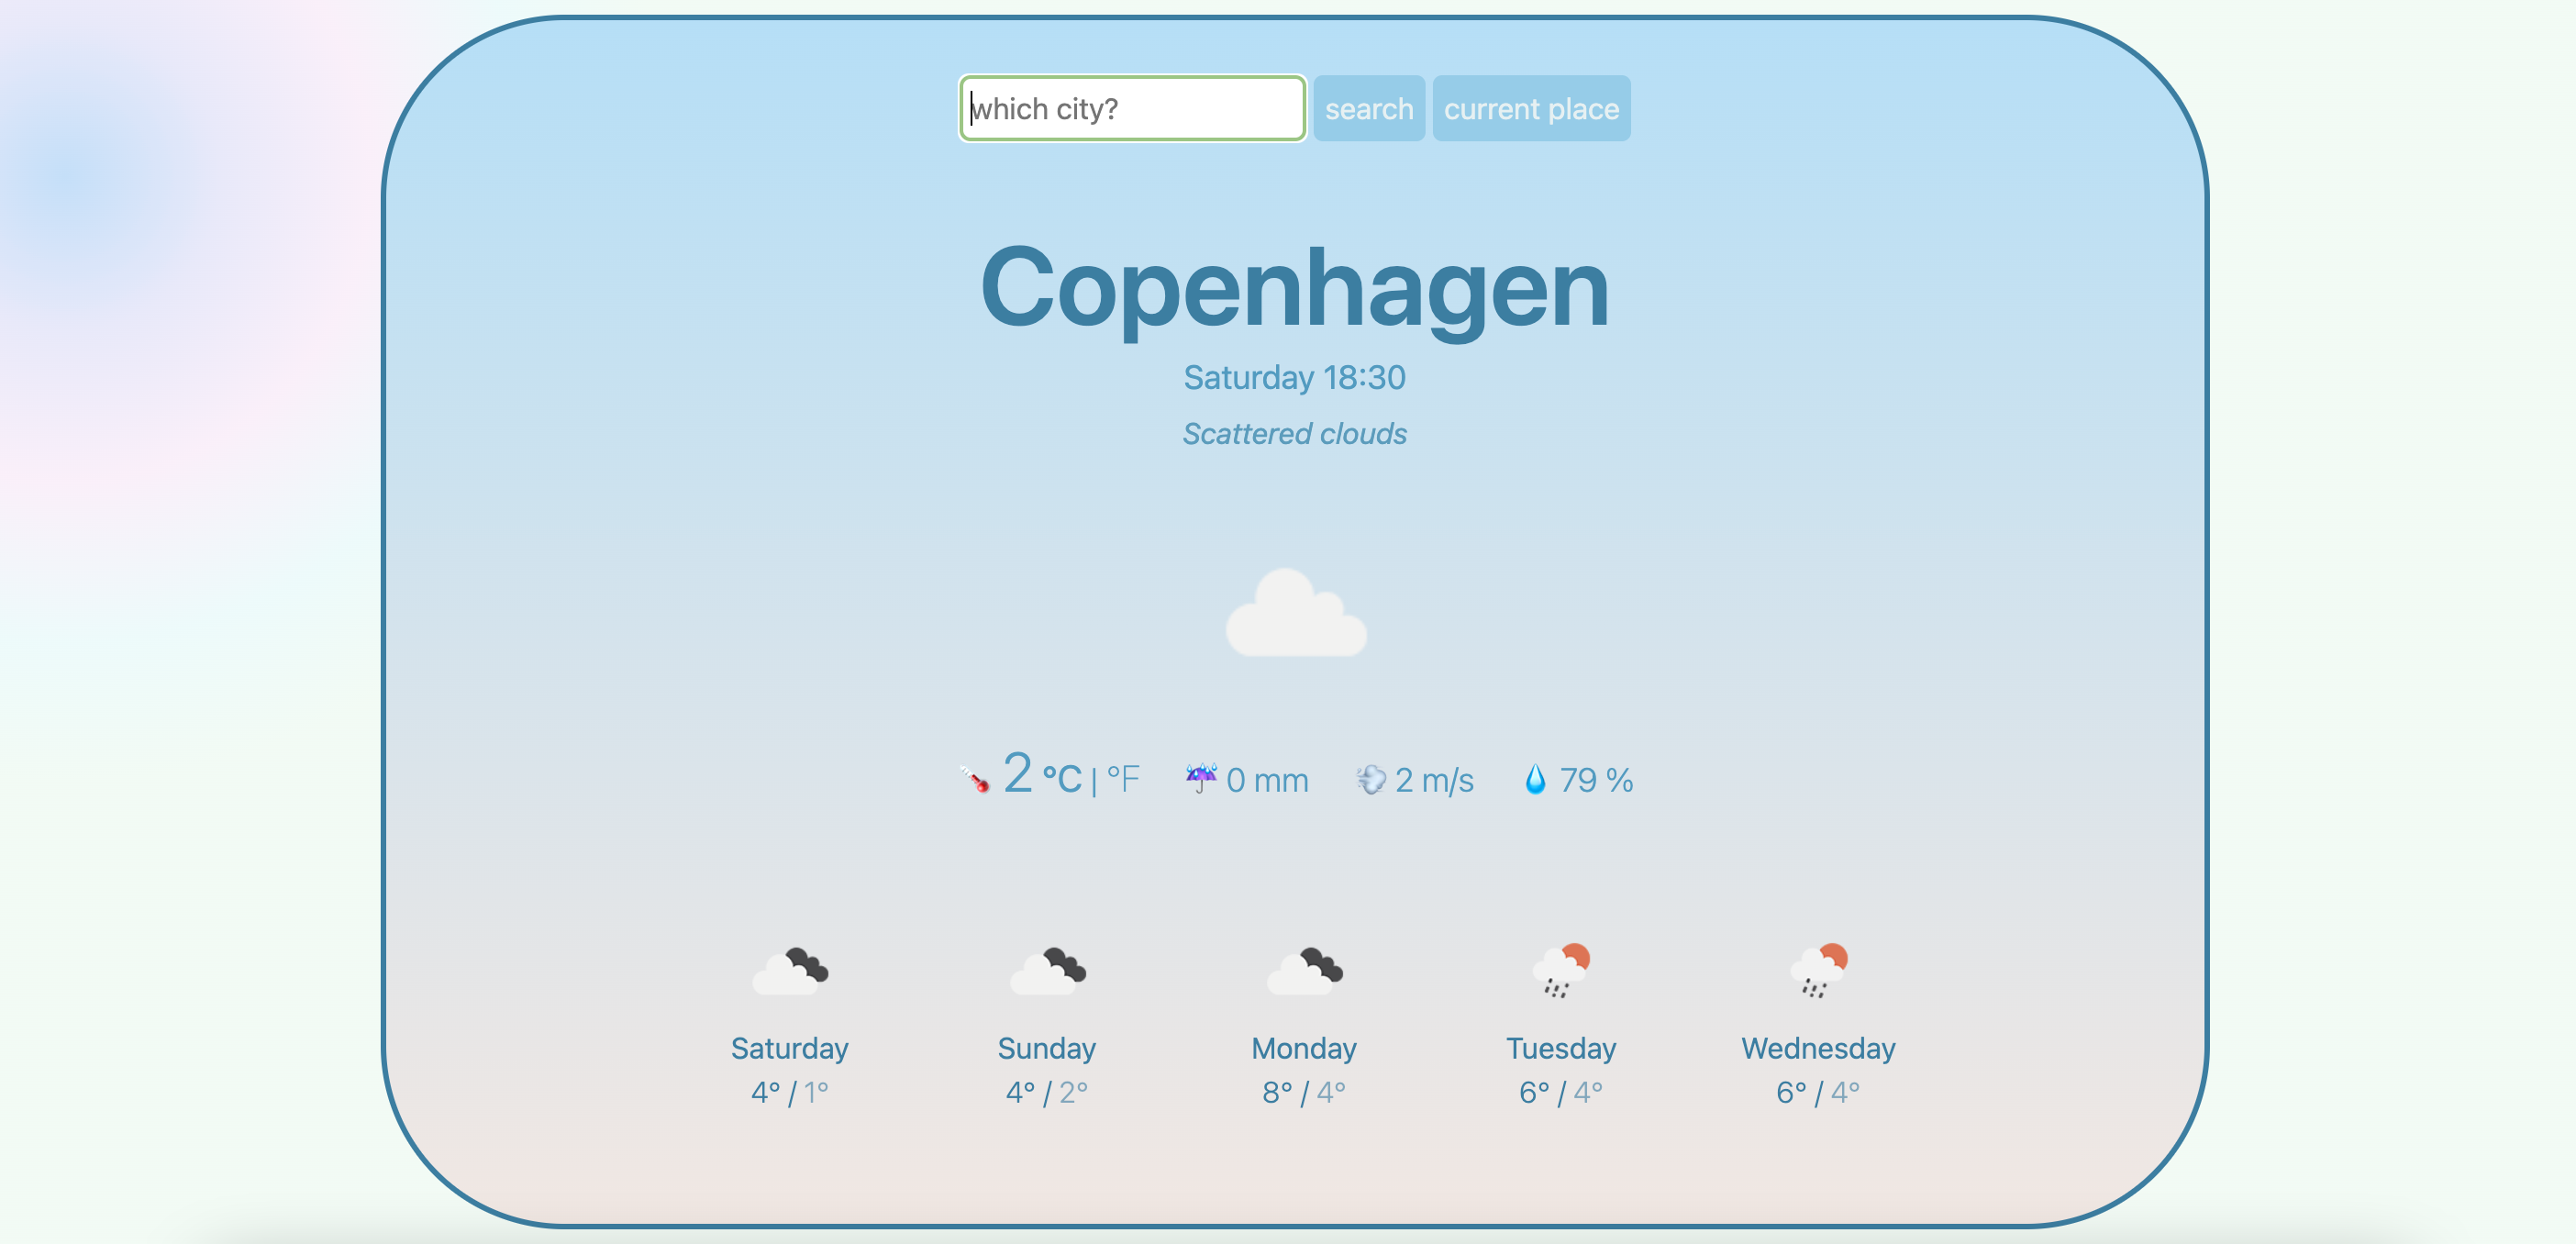 which city? search current place
Copenhagen
Saturday 18:30
Scattered clouds
2 °C | °F 0 mm 2 m/s 79 %
Saturday Sunday Monday Tuesday Wednesday
4° / 1° 4° / 2° 8° / 4° 6° / 4° 6° / 4°